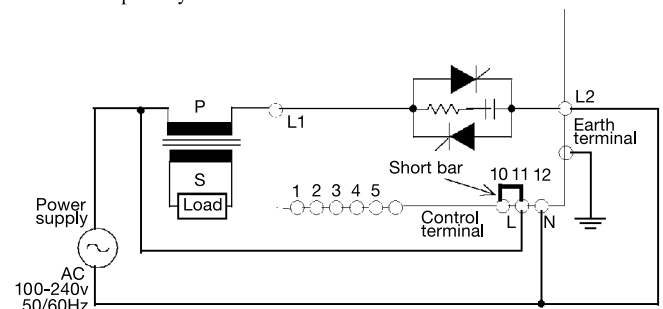 P
L1
L2
Earth
terminal
Short bar
10 11 12
S
Load
1 2 3 4 5
Control
terminal
L
N
Power
supply
AC
100-240v
50/60Hz